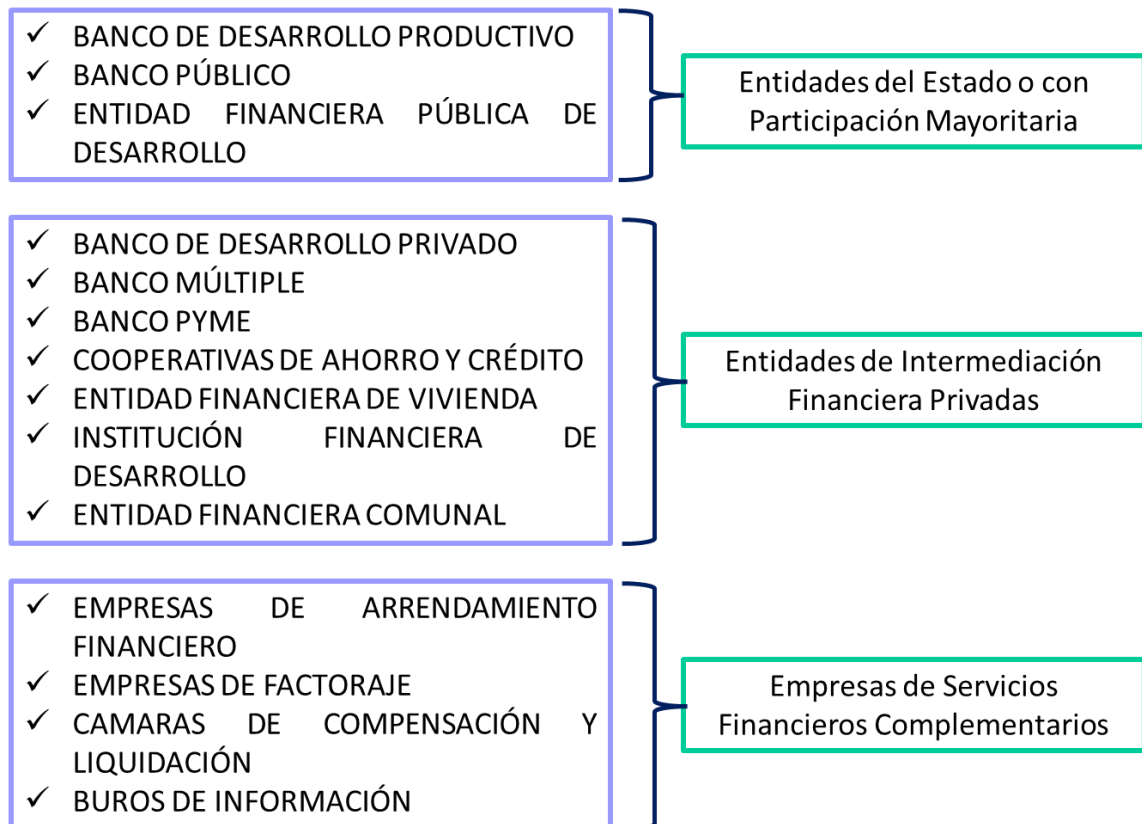 ✓ BANCO DE DESARROLLO PRODUCTIVO
✓ BANCO PÚBLICO
✓ ENTIDAD FINANCIERA PÚBLICA DE
DESARROLLO
Entidades del Estado o con
Participación Mayoritaria
✓ BANCO DE DESARROLLO PRIVADO
✓ BANCO MÚLTIPLE
✓ BANCO PYME
✓ COOPERATIVAS DE AHORRO Y CRÉDITO
✓ ENTIDAD FINANCIERA DE VIVIENDA
✓ INSTITUCIÓN FINANCIERA DE
DESARROLLO
✓ ENTIDAD FINANCIERA COMUNAL
Entidades de Intermediación
Financiera Privadas
✓ EMPRESAS DE ARRENDAMIENTO
FINANCIERO
✓ EMPRESAS DE FACTORAJE
✓ CAMARAS DE COMPENSACIÓN Y
LIQUIDACIÓN
✓ BUROS DE INFORMACIÓN
Empresas de Servicios
Financieros Complementarios